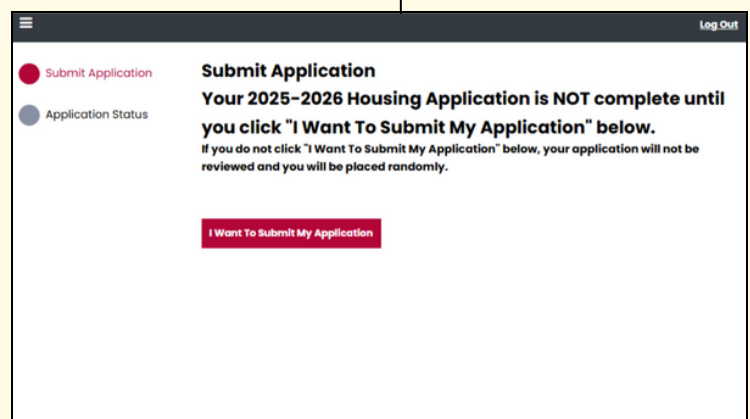 Log Out
Submit Application
Application Status
Submit Application
Your 2025-2026 Housing Application is NOT complete until
you click "I Want To Submit My Application" below.
If you do not click "I Want To Submit My Application" below, your application will not be
reviewed and you will be placed randomly.
I Want To Submit My Application